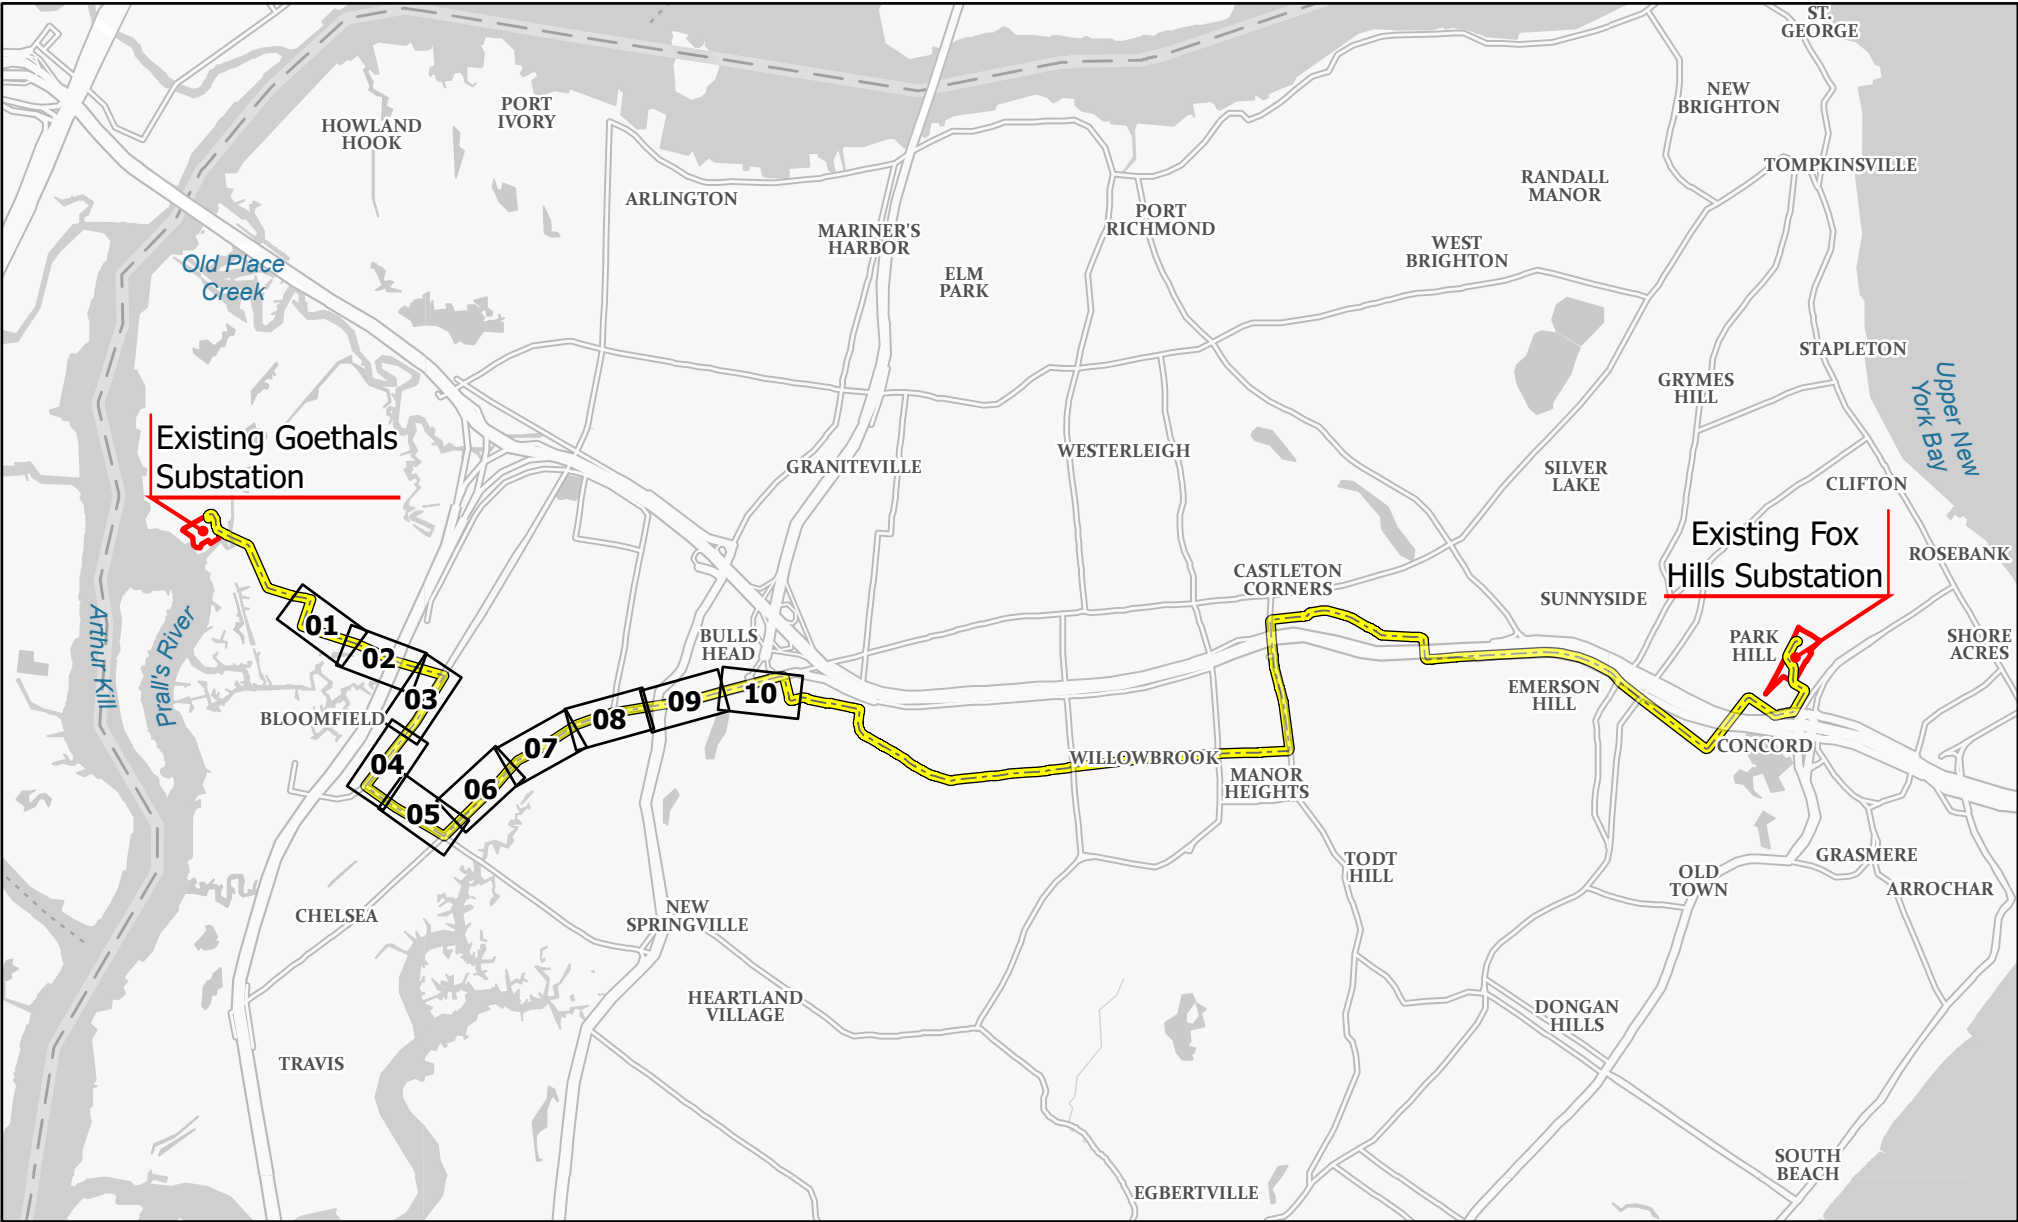 ST.
GEORGE
NEW
BRIGHTON
PORT
IVORY
HOWLAND
HOOK
TOMPKINSVILLE
RANDALL
MANOR
ARLINGTON
PORT
RICHMOND
MARINER'S
HARBOR
WEST
BRIGHTON
Old Place
Creek
ELM
PARK
STAPLETON
GRYMES
HILL
Upper New
York Bay
Existing Goethals
Substation
WESTERLEIGH
GRANITEVILLE
SILVER
LAKE
CLIFTON
Existing Fox
Hills Substation
ROSEBANK
CASTLETON
CORNERS
SUNNYSIDE
Arthur Kill
Prall's River
01
02
03
04
05
06
07
08
09
10
BULLS
HEAD
PARK
HILL
SHORE
ACRES
EMERSON
HILL
BLOOMFIELD
CONCORD
WILLOWBROOK
MANOR
HEIGHTS
TODT
HILL
GRASMERE
OLD
TOWN
ARROCHAR
CHELSEA
NEW
SPRINGVILLE
HEARTLAND
VILLAGE
DONGAN
HILLS
TRAVIS
SOUTH
BEACH
EGBERTVILLE